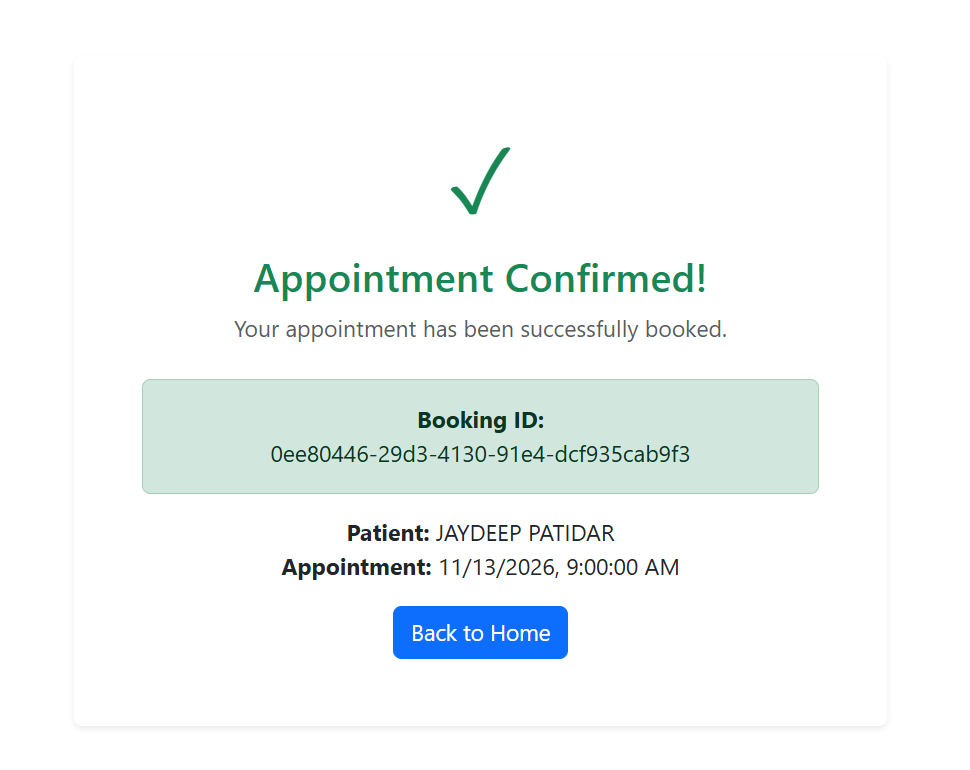 Appointment Confirmed!
Your appointment has been successfully booked.
Booking ID:
0ee80446-29d3-4130-91e4-dcf935cab9f3
Patient: JAYDEEP PATIDAR
Appointment: 11/13/2026, 9:00:00 AM
Back to Home